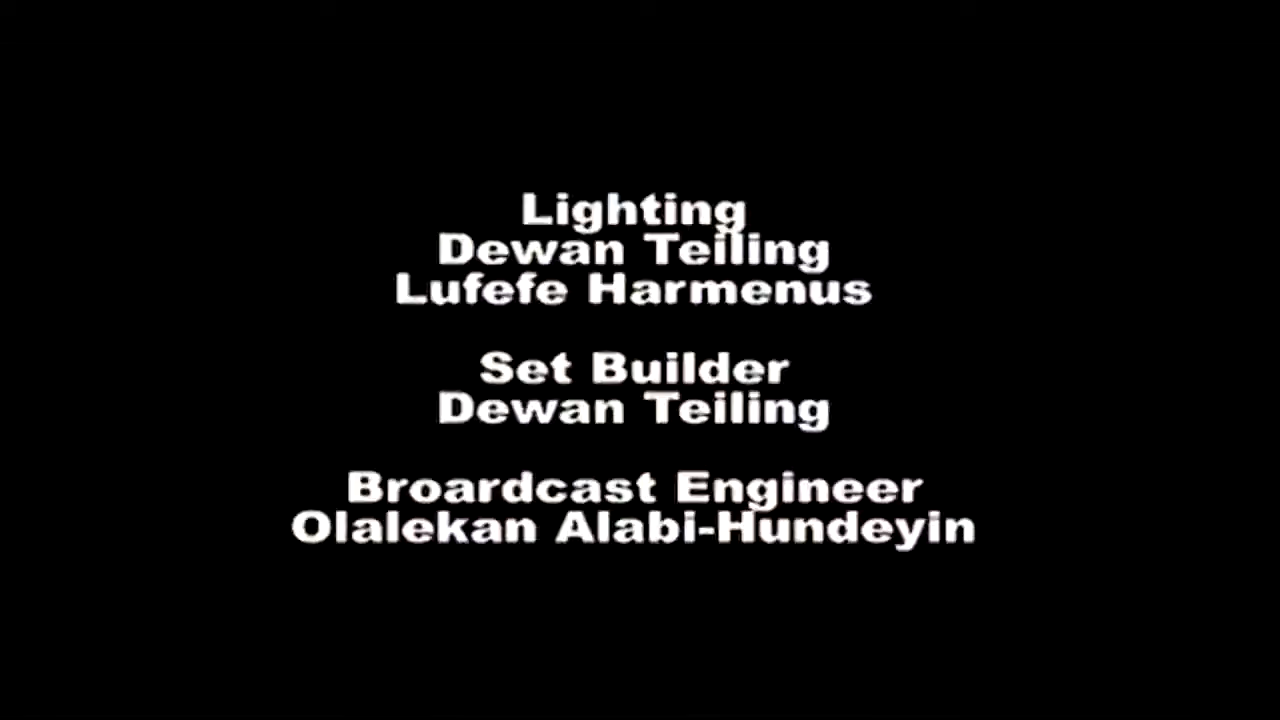 Lighting
Dewan Teiling
Lufefe Harmenus
Set Builder
Dewan Teiling
Broardcast Engineer
Olalekan Alabi-Hundeyin